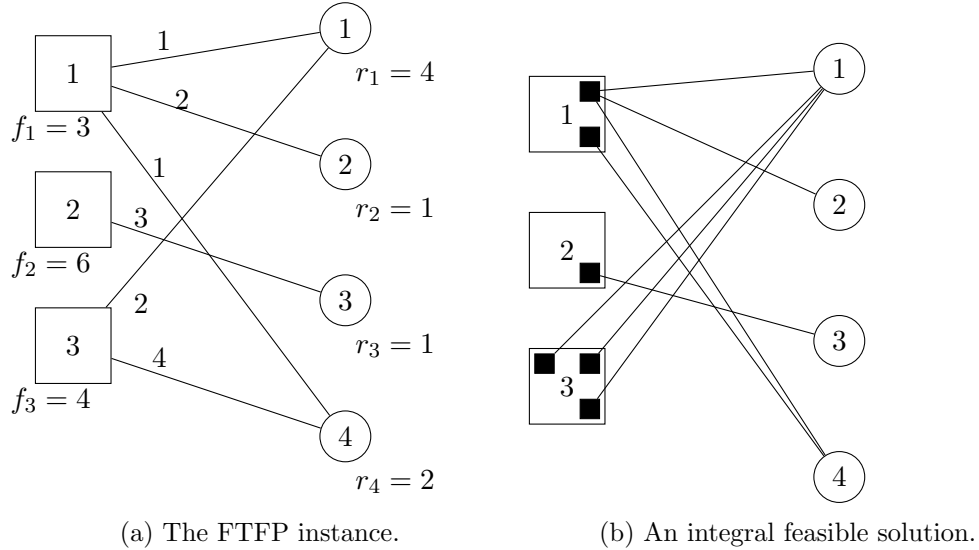 1
1
1
r₁ = 4
f₁ = 3
2
2
r₂ = 1
1
2
3
f₂ = 6
3
r₃ = 1
2
3
4
f₃ = 4
4
r₄ = 2
(a) The FTFP instance.
1
1
2
2
3
3
4
(b) An integral feasible solution.